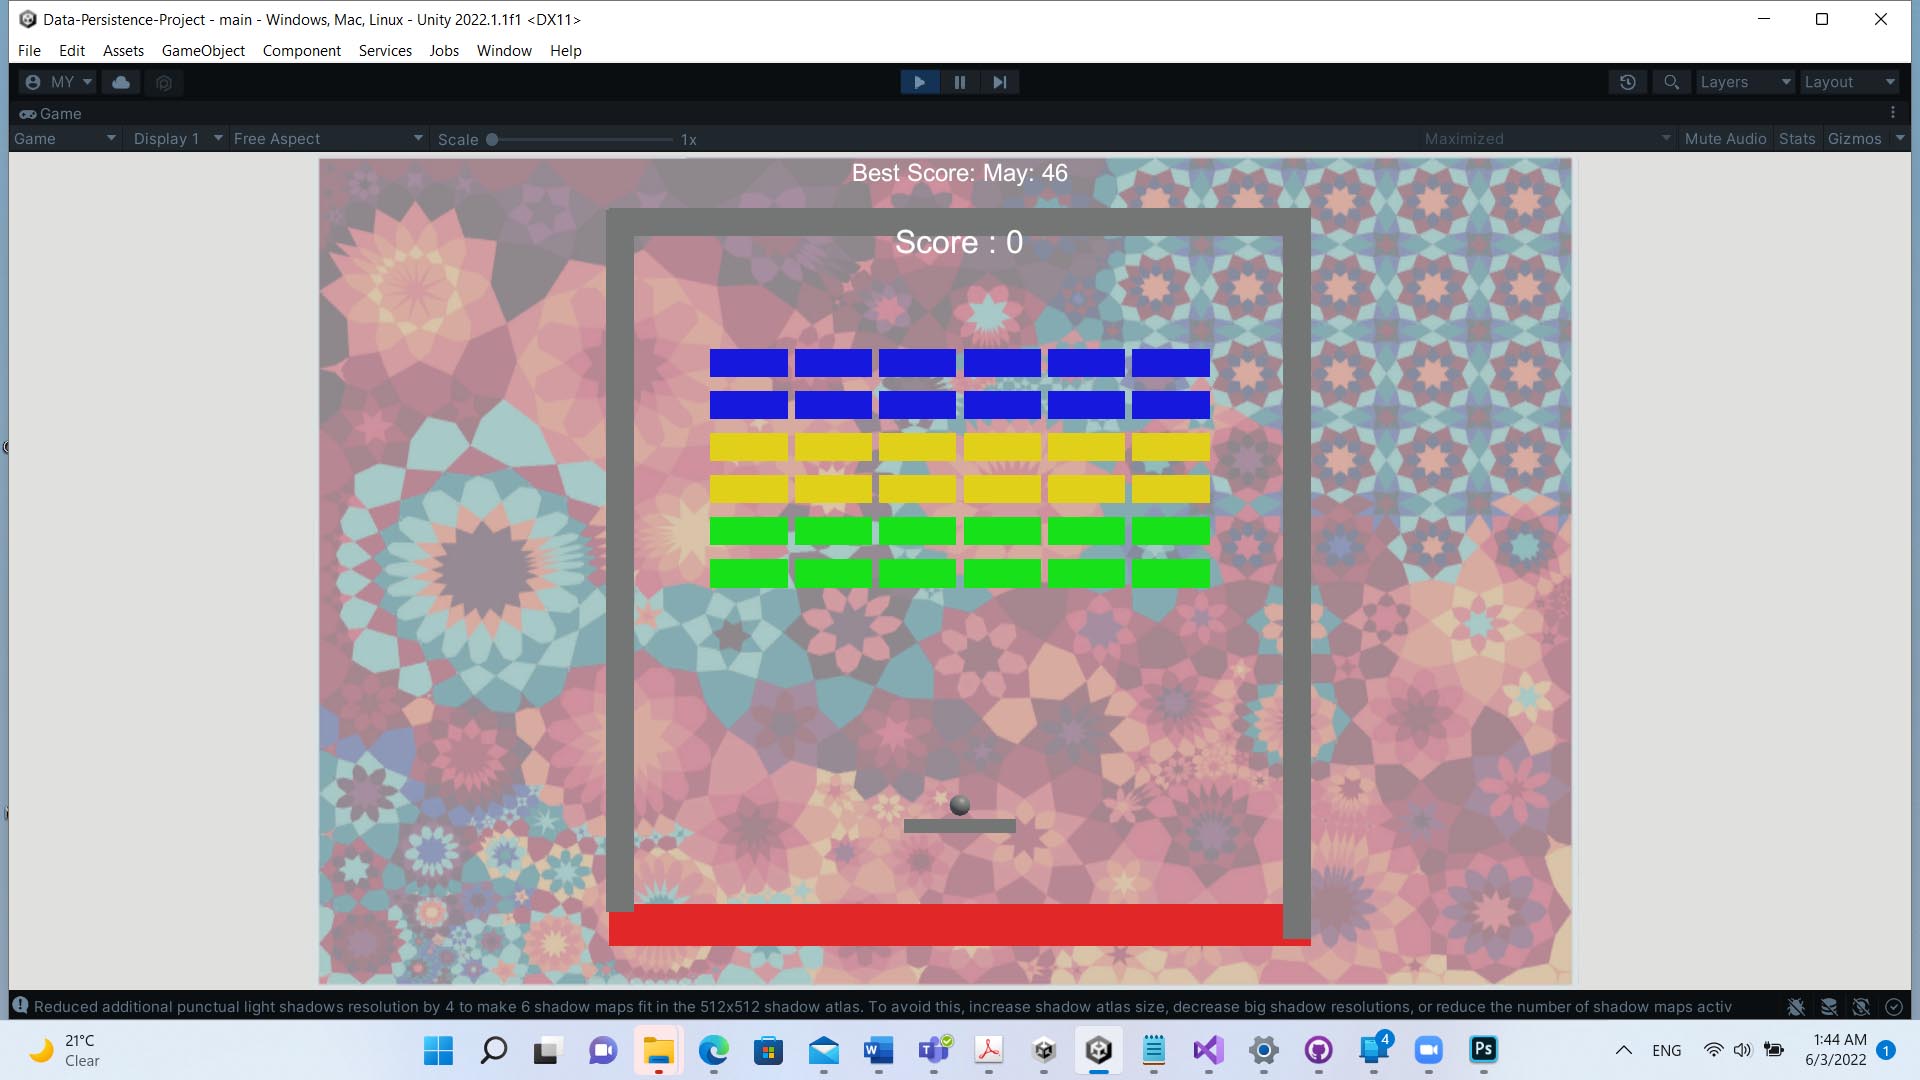 Data-Persistence-Project - main - Windows, Mac, Linux - Unity 2022.1.1f1 <DX11>
File Edit Assets GameObject Component Services Jobs Window Help
MY Layers Layout
Game
Game Display 1 Free Aspect Scale 1x Maximized Mute Audio Stats Gizmos
Best Score: May: 46
Score : 0
Reduced additional punctual light shadows resolution by 4 to make 6 shadow maps fit in the 512x512 shadow atlas. To avoid this, increase shadow atlas size, decrease big shadow resolutions, or reduce the number of shadow maps activ
21°C
Clear
W T Ps 4
ENG
1:44 AM
6/3/2022
1